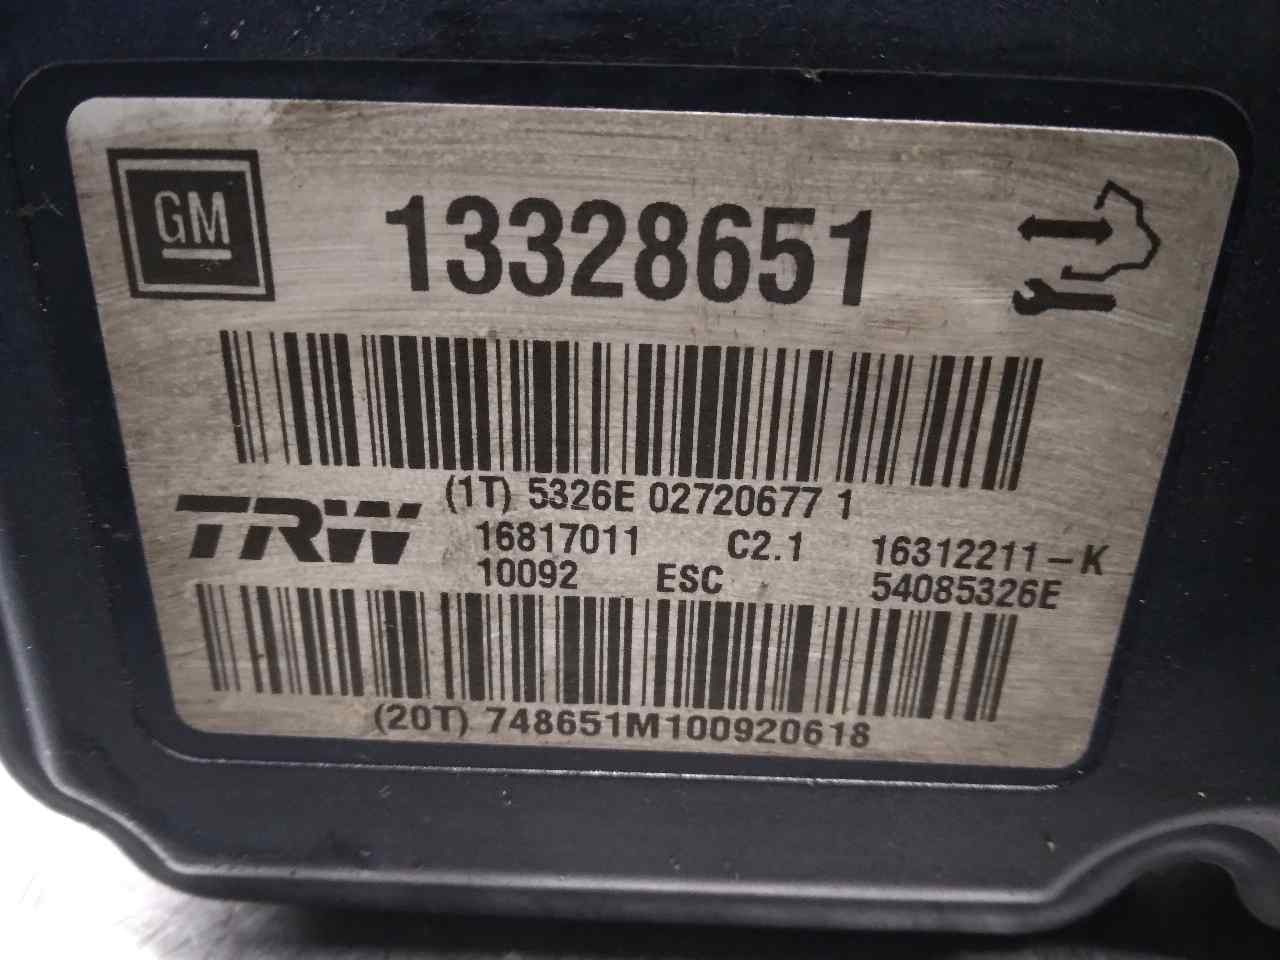 GM
13328651
(1T) 5326E 02720677 1
TRW
16817011 C2.1 16312211-K
10092 ESC 54085326E
(20T) 748651M100920618